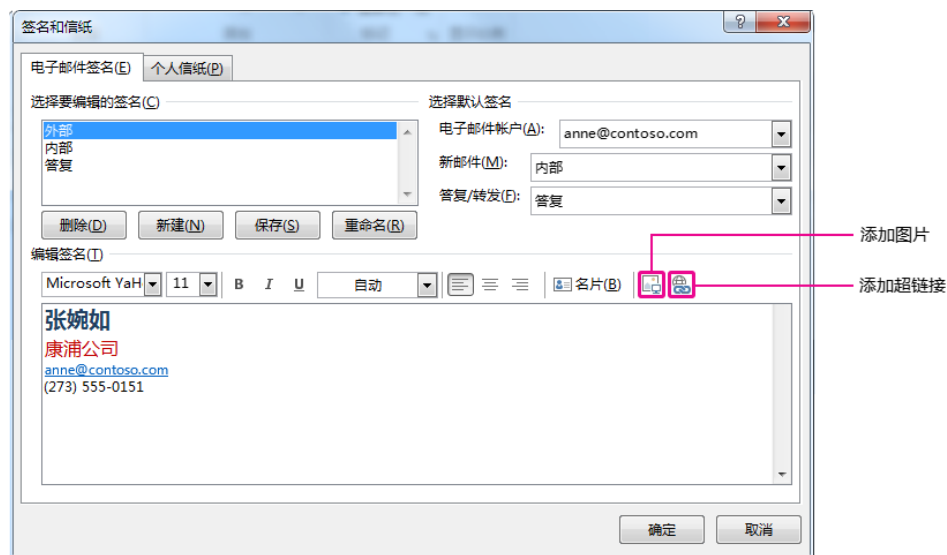 签名和信纸
电子邮件签名(E) 个人信纸(P)
选择要编辑的签名(C)
外部
内部
答复
删除(D) 新建(N) 保存(S) 重命名(R)
选择默认签名
电子邮件帐户(A): anne@contoso.com
新邮件(M): 内部
答复/转发(F): 答复
编辑签名(T)
Microsoft YaH 11 B I U 自动 名片(B)
添加图片
添加超链接
张婉如
康浦公司
anne@contoso.com
(273) 555-0151
确定 取消